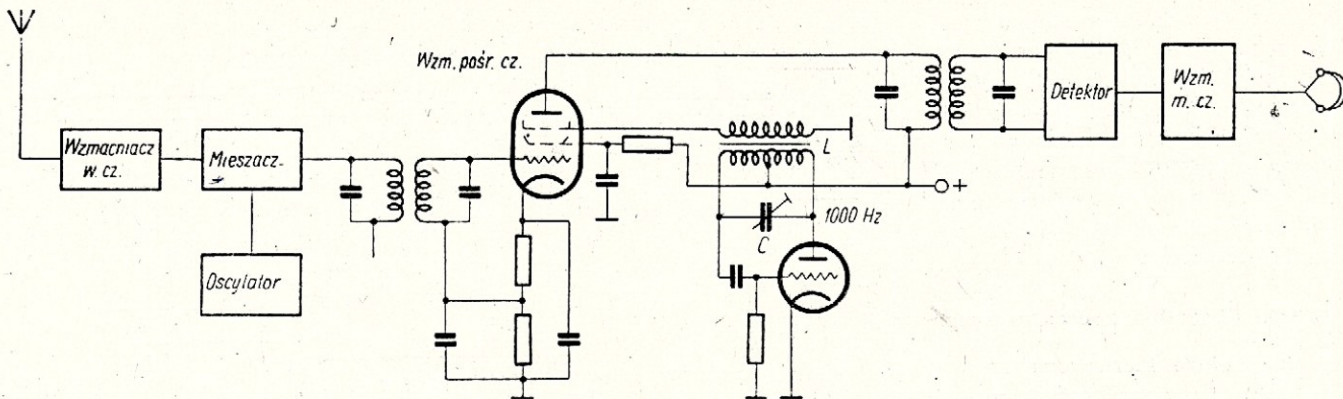 Wzm. pośr. cz.
Wzmacniacz
w. cz.
Mieszacz
Oscylator
L
C
1000 Hz
+
Detektor
Wzm.
m. cz.